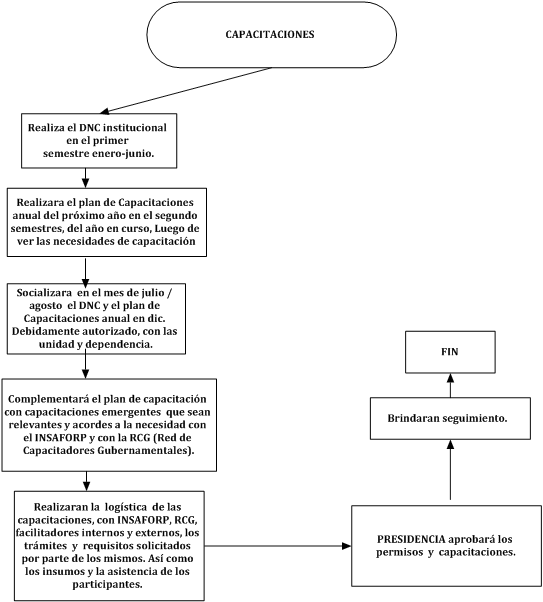 CAPACITACIONES
Realiza el DNC institucional
en el primer
semestre enero-junio.
Realizara el plan de Capacitaciones
anual del próximo año en el segundo
semestres, del año en curso, Luego de
ver las necesidades de capacitación
Socializara en el mes de julio /
agosto el DNC y el plan de
Capacitaciones anual en dic.
Debidamente autorizado, con las
unidad y dependencia.
Complementará el plan de capacitación
con capacitaciones emergentes que sean
relevantes y acordes a la necesidad con
el INSAFORP y con la RCG (Red de
Capacitadores Gubernamentales).
Realizaran la logística de las
capacitaciones, con INSAFORP, RCG,
facilitadores internos y externos, los
trámites y requisitos solicitados
por parte de los mismos. Así como
los insumos y la asistencia de los
participantes.
PRESIDENCIA aprobará los
permisos y capacitaciones.
Brindaran seguimiento.
FIN